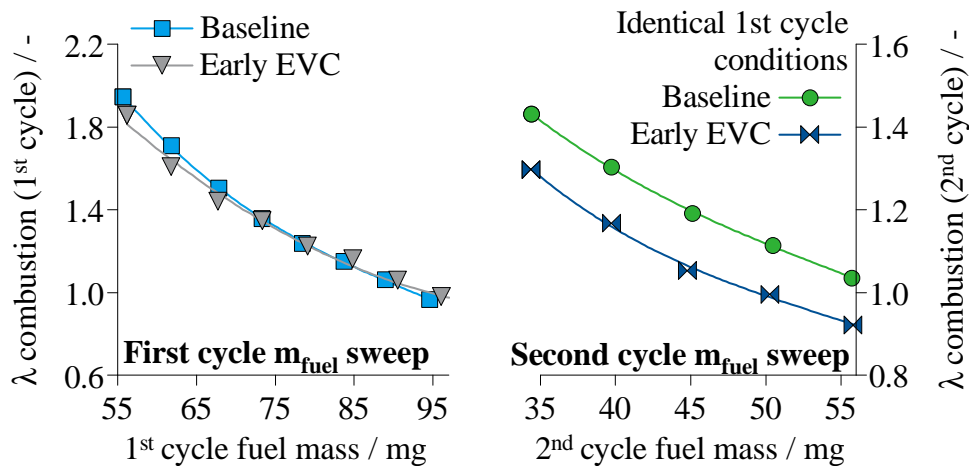 λ combustion (1st cycle) / -
2.2
1.8
1.4
1.0
0.6
Baseline
Early EVC
First cycle mfuel sweep
55 65 75 85 95
1st cycle fuel mass / mg
Identical 1st cycle
conditions
Baseline
Early EVC
Second cycle mfuel sweep
35 40 45 50 55
2nd cycle fuel mass / mg
1.6
1.4
1.2
1.0
0.8
λ combustion (2nd cycle) / -